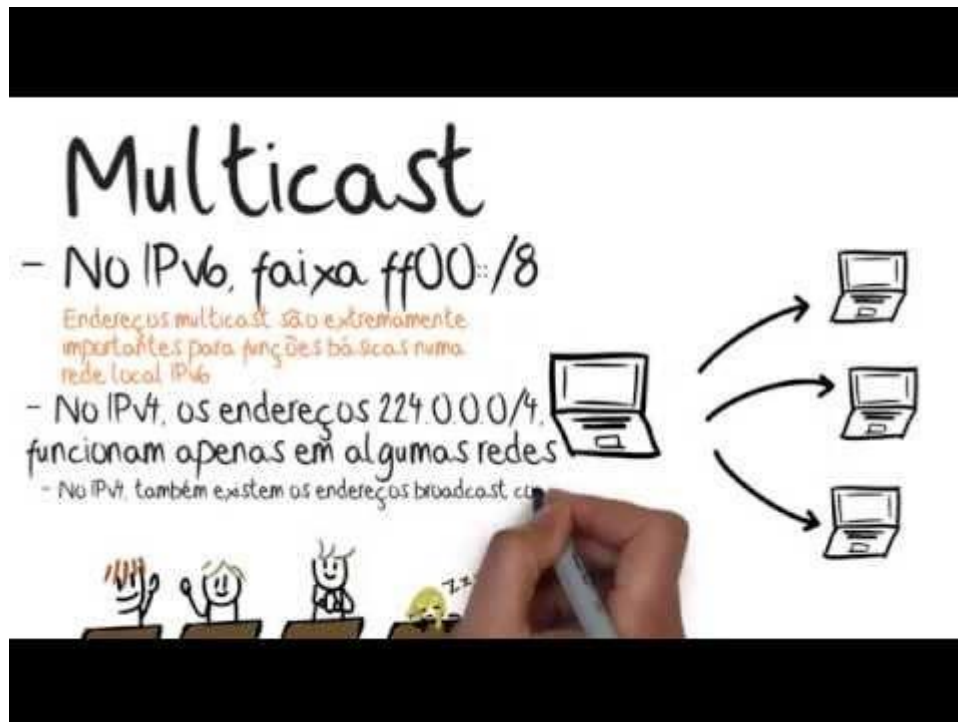 Multicast
- No IPv6, faixa ff00::/8
Endereços multicast são extremamente
importantes para funções básicas numa
rede local IPv6
- No IPv4, os endereços 224.0.0.0/4,
funcionam apenas em algumas redes
- No IPv4, também existem os endereços broadcast
zz